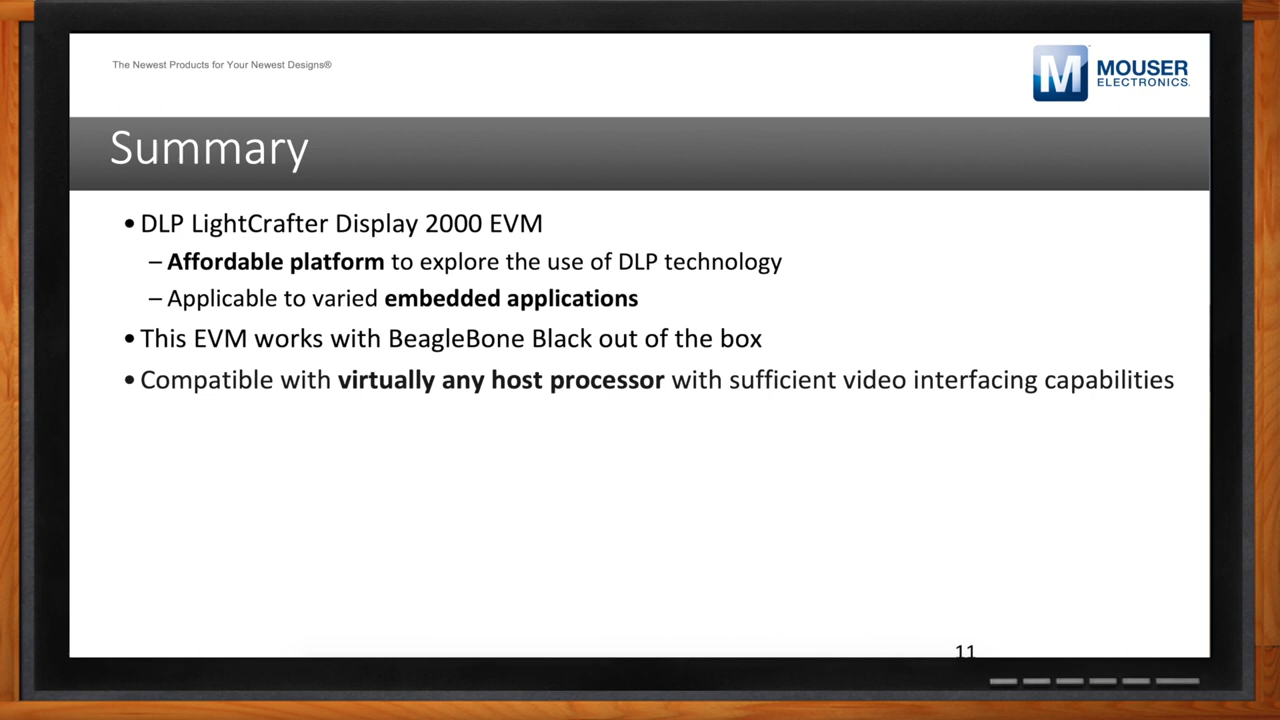 The Newest Products for Your Newest Designs®
M MOUSER
ELECTRONICS.
Summary
• DLP LightCrafter Display 2000 EVM
– Affordable platform to explore the use of DLP technology
– Applicable to varied embedded applications
• This EVM works with BeagleBone Black out of the box
• Compatible with virtually any host processor with sufficient video interfacing capabilities
11